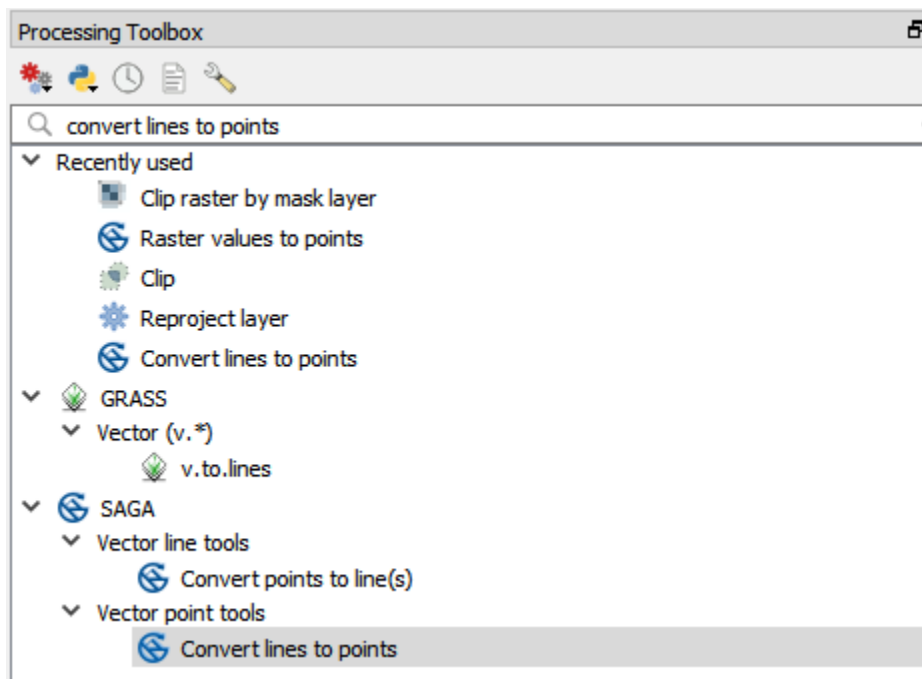 Processing Toolbox
convert lines to points
Recently used
Clip raster by mask layer
Raster values to points
Clip
Reproject layer
Convert lines to points
GRASS
Vector (v.*)
v.to.lines
SAGA
Vector line tools
Convert points to line(s)
Vector point tools
Convert lines to points